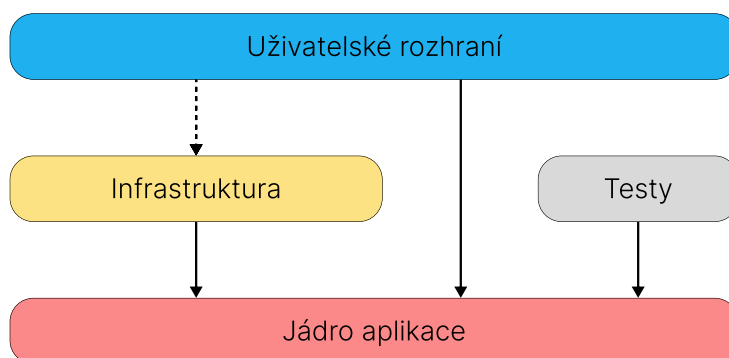 Uživatelské rozhraní
Infrastruktura
Testy
Jádro aplikace